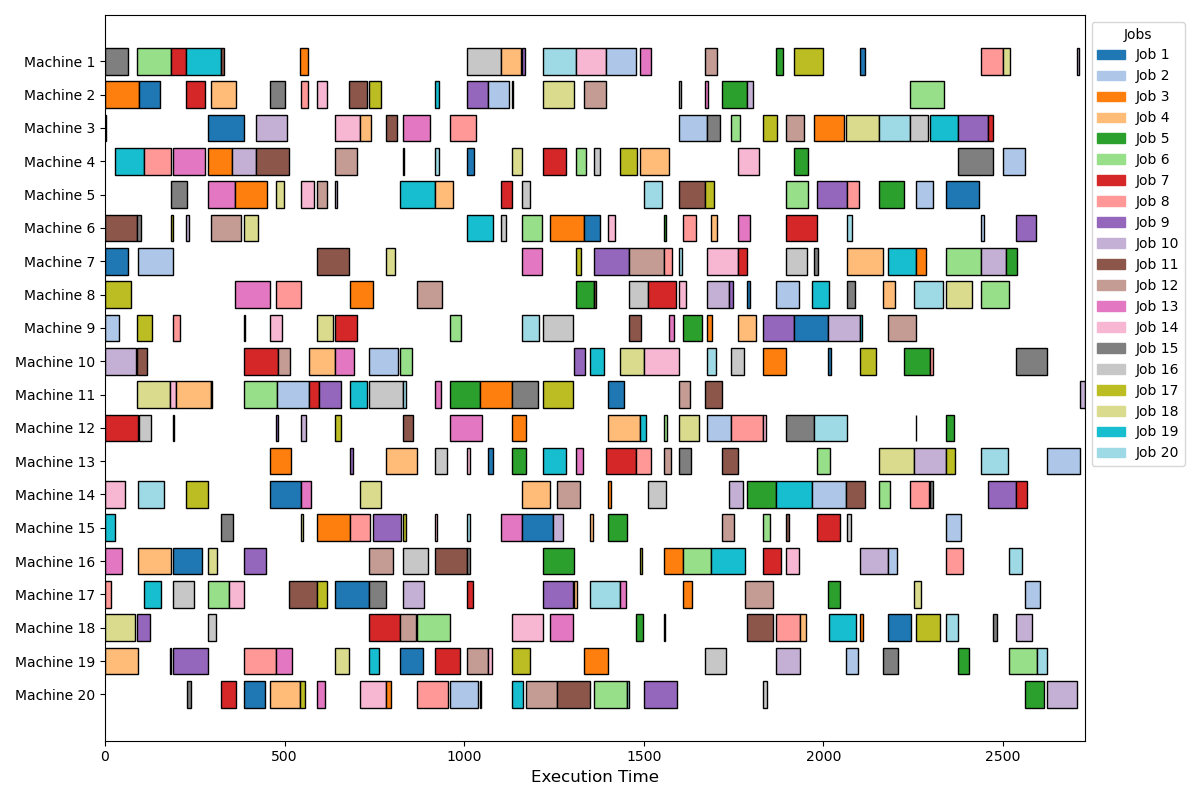 Machine 1
Machine 2
Machine 3
Machine 4
Machine 5
Machine 6
Machine 7
Machine 8
Machine 9
Machine 10
Machine 11
Machine 12
Machine 13
Machine 14
Machine 15
Machine 16
Machine 17
Machine 18
Machine 19
Machine 20
0 500 1000 1500 2000 2500
Execution Time
Jobs
Job 1
Job 2
Job 3
Job 4
Job 5
Job 6
Job 7
Job 8
Job 9
Job 10
Job 11
Job 12
Job 13
Job 14
Job 15
Job 16
Job 17
Job 18
Job 19
Job 20